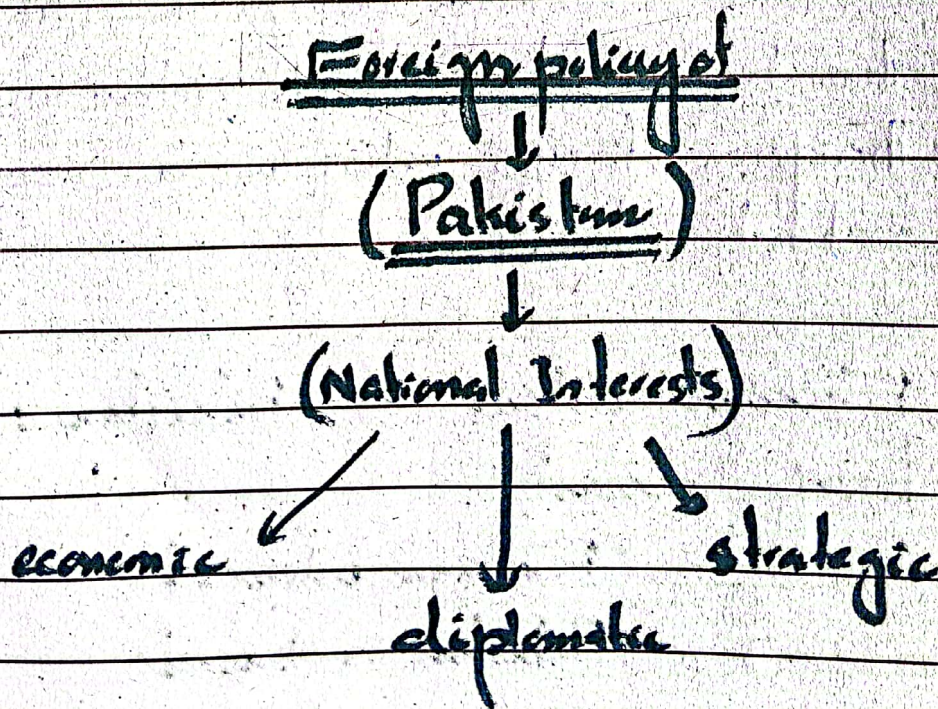 Foreign policy of
(Pakistan)
(National Interests)
economic
strategic
diplomatic